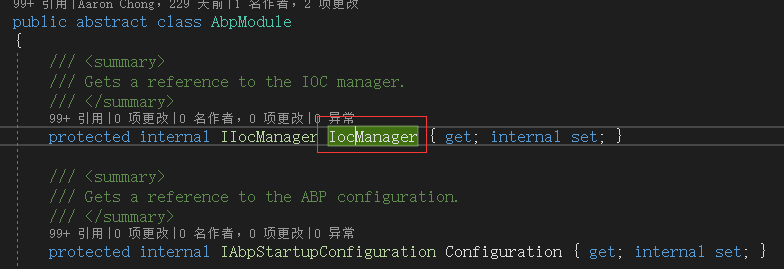 99+ 引用|Aaron Chong，229 天前|1 名作者，2 项更改
public abstract class AbpModule
{
/// <summary>
/// Gets a reference to the IOC manager.
/// </summary>
99+ 引用|0 项更改|0 名作者，0 项更改|0 异常
protected internal IIocManager IocManager { get; internal set; }
/// <summary>
/// Gets a reference to the ABP configuration.
/// </summary>
99+ 引用|0 项更改|0 名作者，0 项更改|0 异常
protected internal IAbpStartupConfiguration Configuration { get; internal set; }